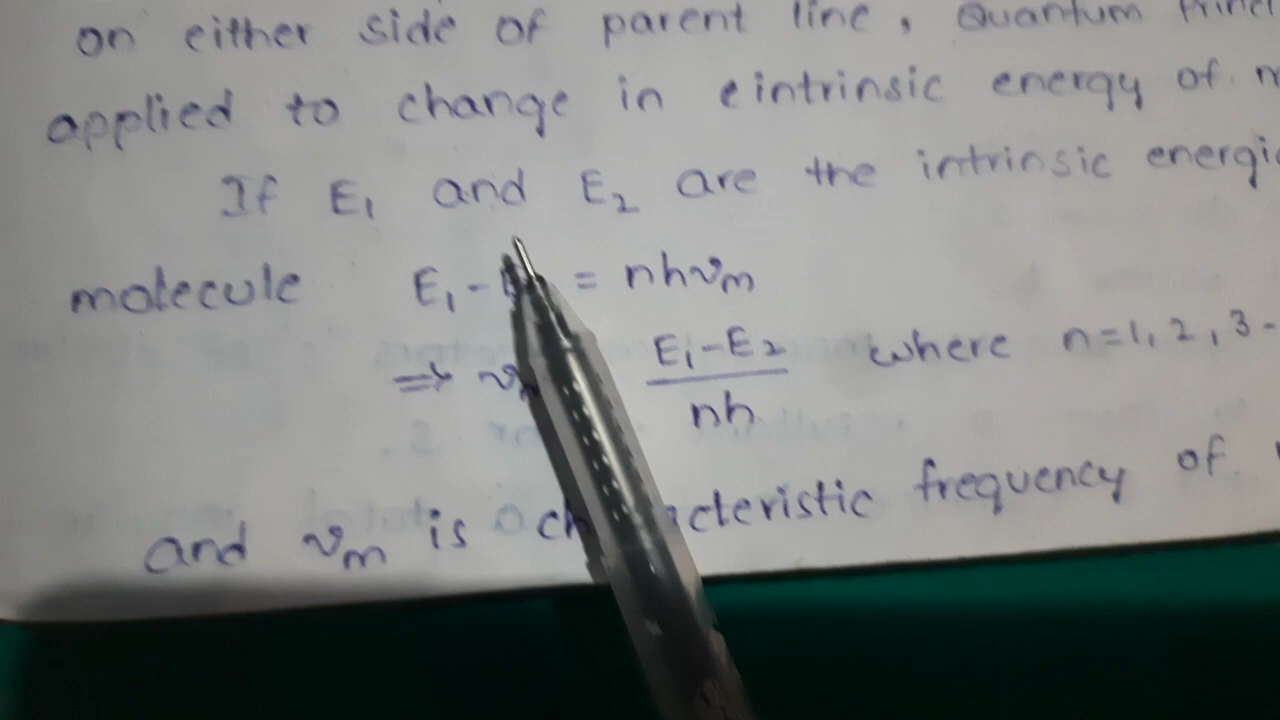 on either side of parent line, Quantum
applied to change in eintrinsic energy of
If E₁ and E₂ are the intrinsic
molecule E₁ - = nhνm
⇒ E₁-E₂ / nh where n=1, 2, 3 -
and νm is frequency of